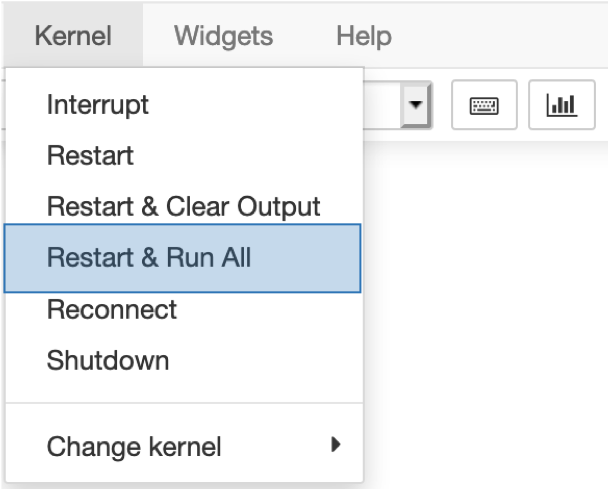 Kernel Widgets Help
Interrupt
Restart
Restart & Clear Output
Restart & Run All
Reconnect
Shutdown
Change kernel